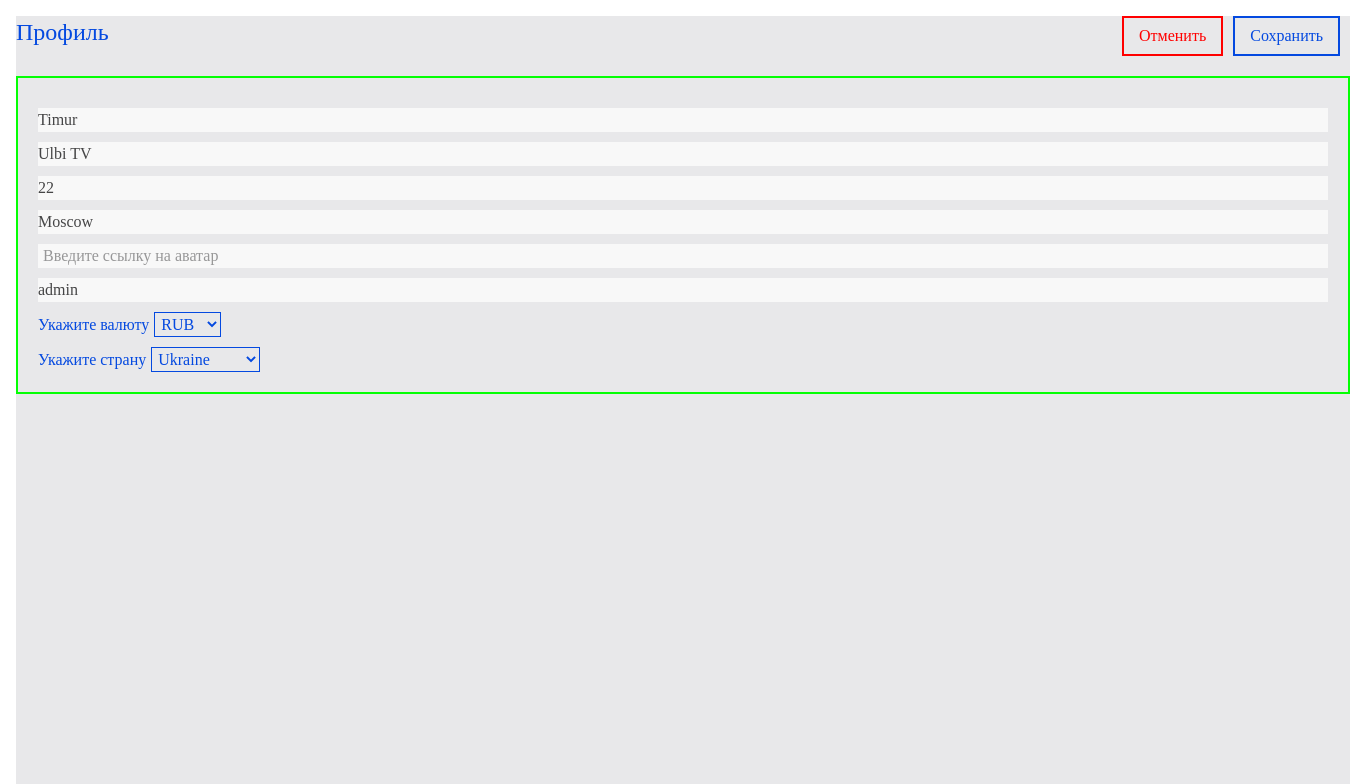 Профиль
Отменить
Сохранить
Timur
Ulbi TV
22
Moscow
Введите ссылку на аватар
admin
Укажите валюту RUB
Укажите страну Ukraine